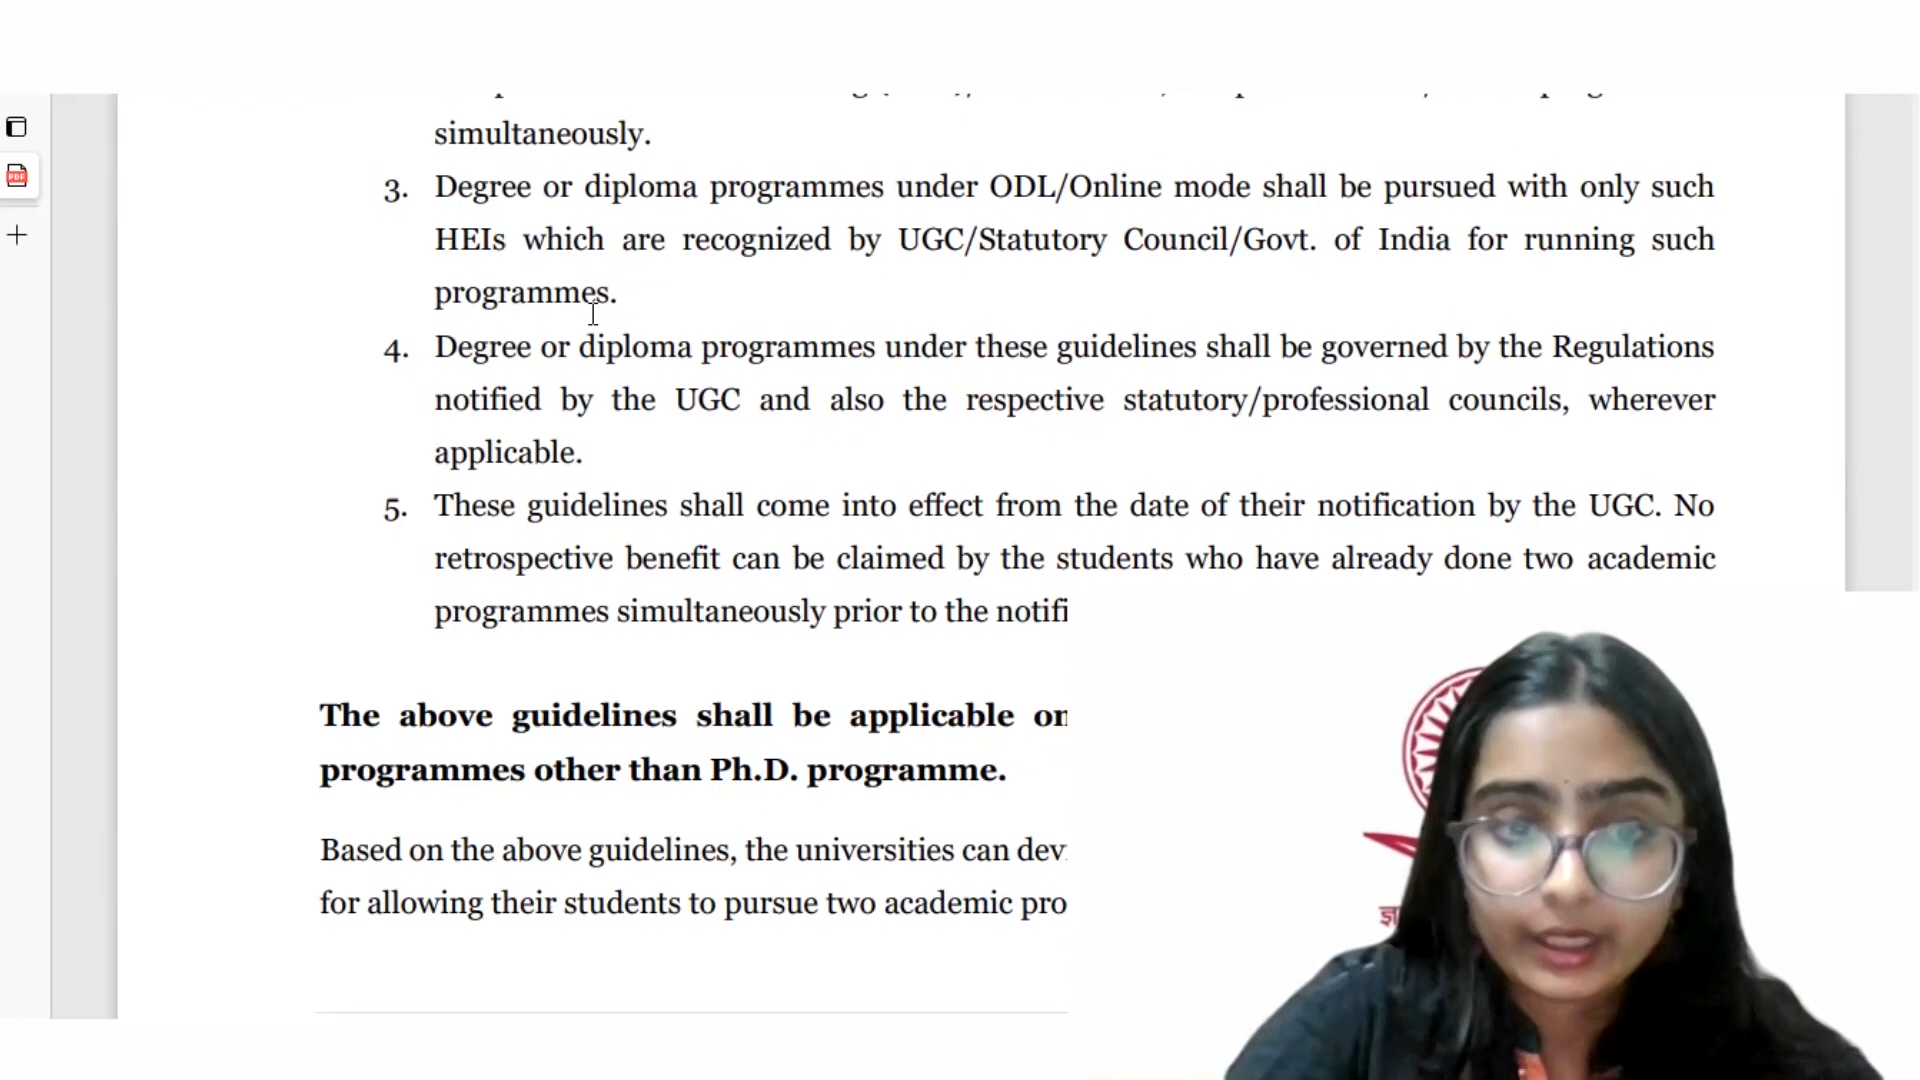 simultaneously.
3. Degree or diploma programmes under ODL/Online mode shall be pursued with only such
HEIs which are recognized by UGC/Statutory Council/Govt. of India for running such
programmes.
4. Degree or diploma programmes under these guidelines shall be governed by the Regulations
notified by the UGC and also the respective statutory/professional councils, wherever
applicable.
5. These guidelines shall come into effect from the date of their notification by the UGC. No
retrospective benefit can be claimed by the students who have already done two academic
programmes simultaneously prior to the notifi
The above guidelines shall be applicable on
programmes other than Ph.D. programme.
Based on the above guidelines, the universities can dev
for allowing their students to pursue two academic pro
PDF